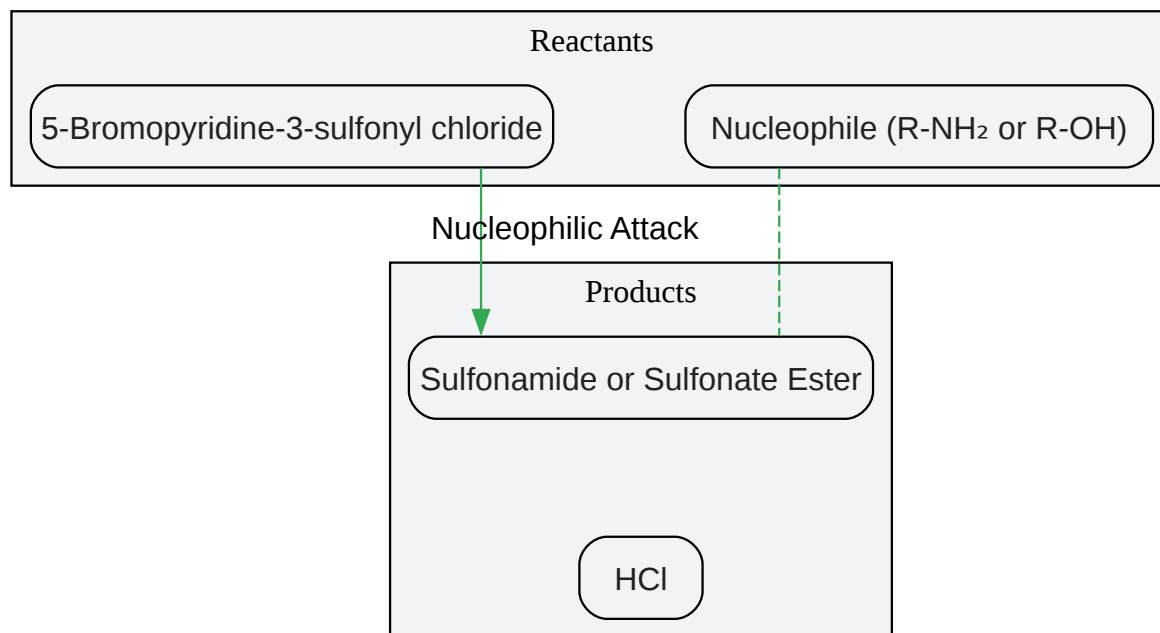 Reactants
5-Bromopyridine-3-sulfonyl chloride
Nucleophile (R-NH₂ or R-OH)
Nucleophilic Attack
Products
Sulfonamide or Sulfonate Ester
HCl